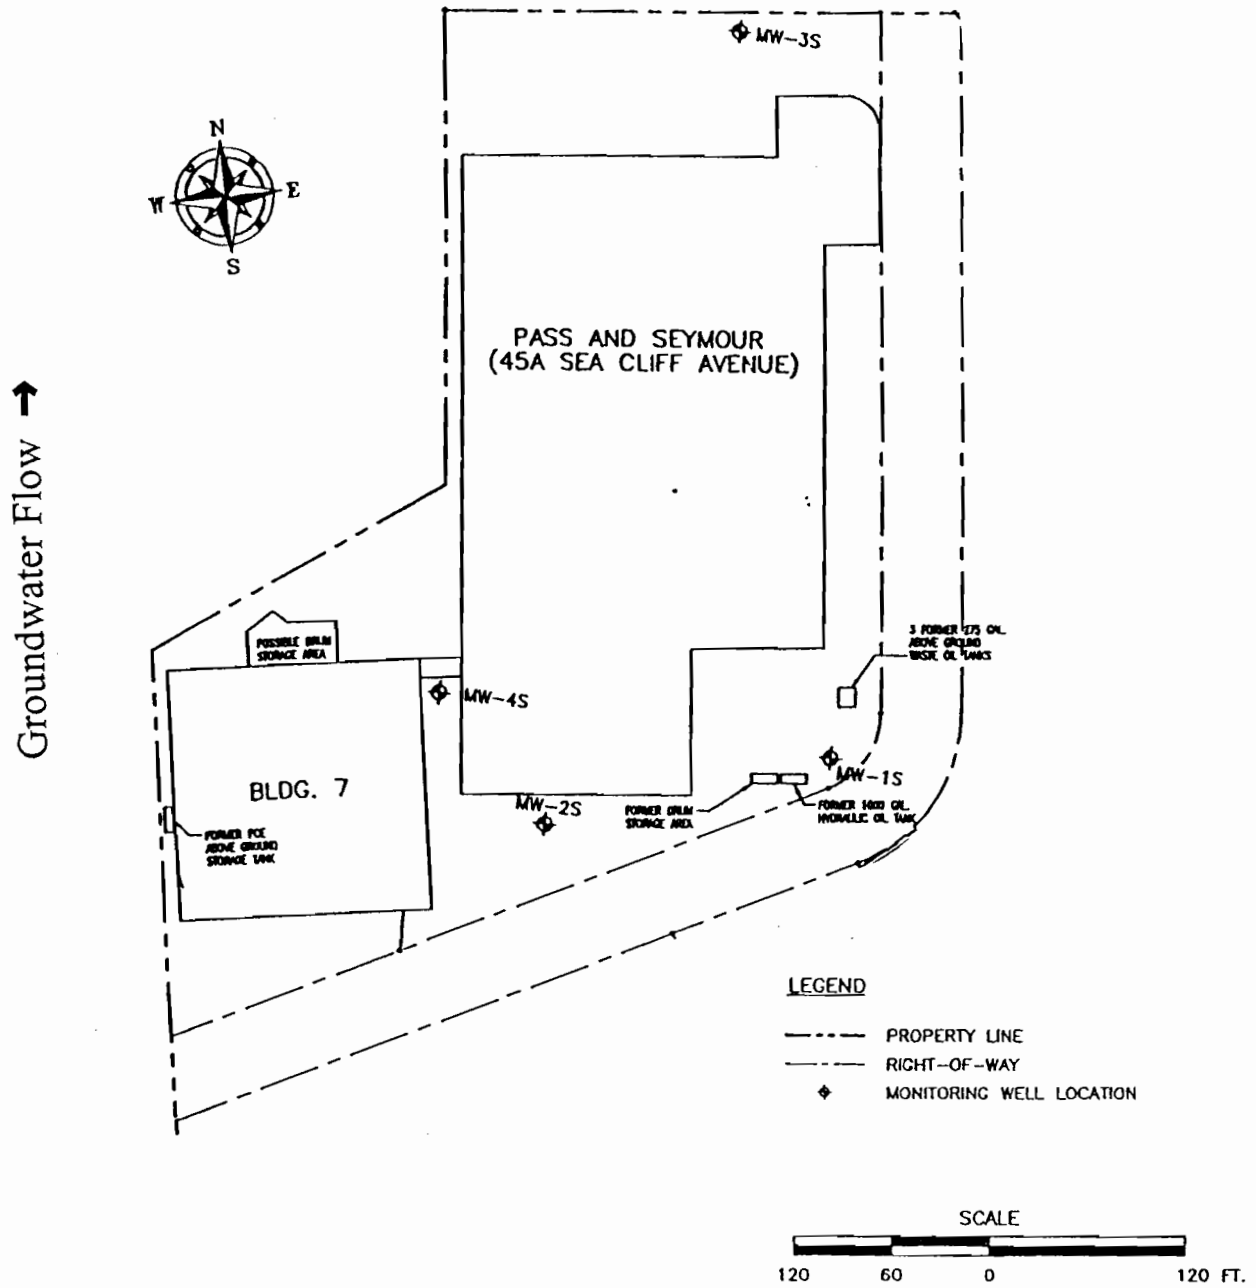 MW-3S
N
W
E
S
PASS AND SEYMOUR
(45A SEA CLIFF AVENUE)
Groundwater Flow →
3 FORMER 275 GAL.
ABOVE GROUND
WASTE OIL TANKS
POSSIBLE DRUM
STORAGE AREA
MW-4S
BLDG. 7
MW-1S
MW-2S
FORMER DRUM
STORAGE AREA
FORMER 1000 GAL.
HYDRAULIC OIL TANK
FORMER PCE
ABOVE GROUND
STORAGE TANK
LEGEND
PROPERTY LINE
RIGHT-OF-WAY
MONITORING WELL LOCATION
SCALE
120 60 0 120 FT.